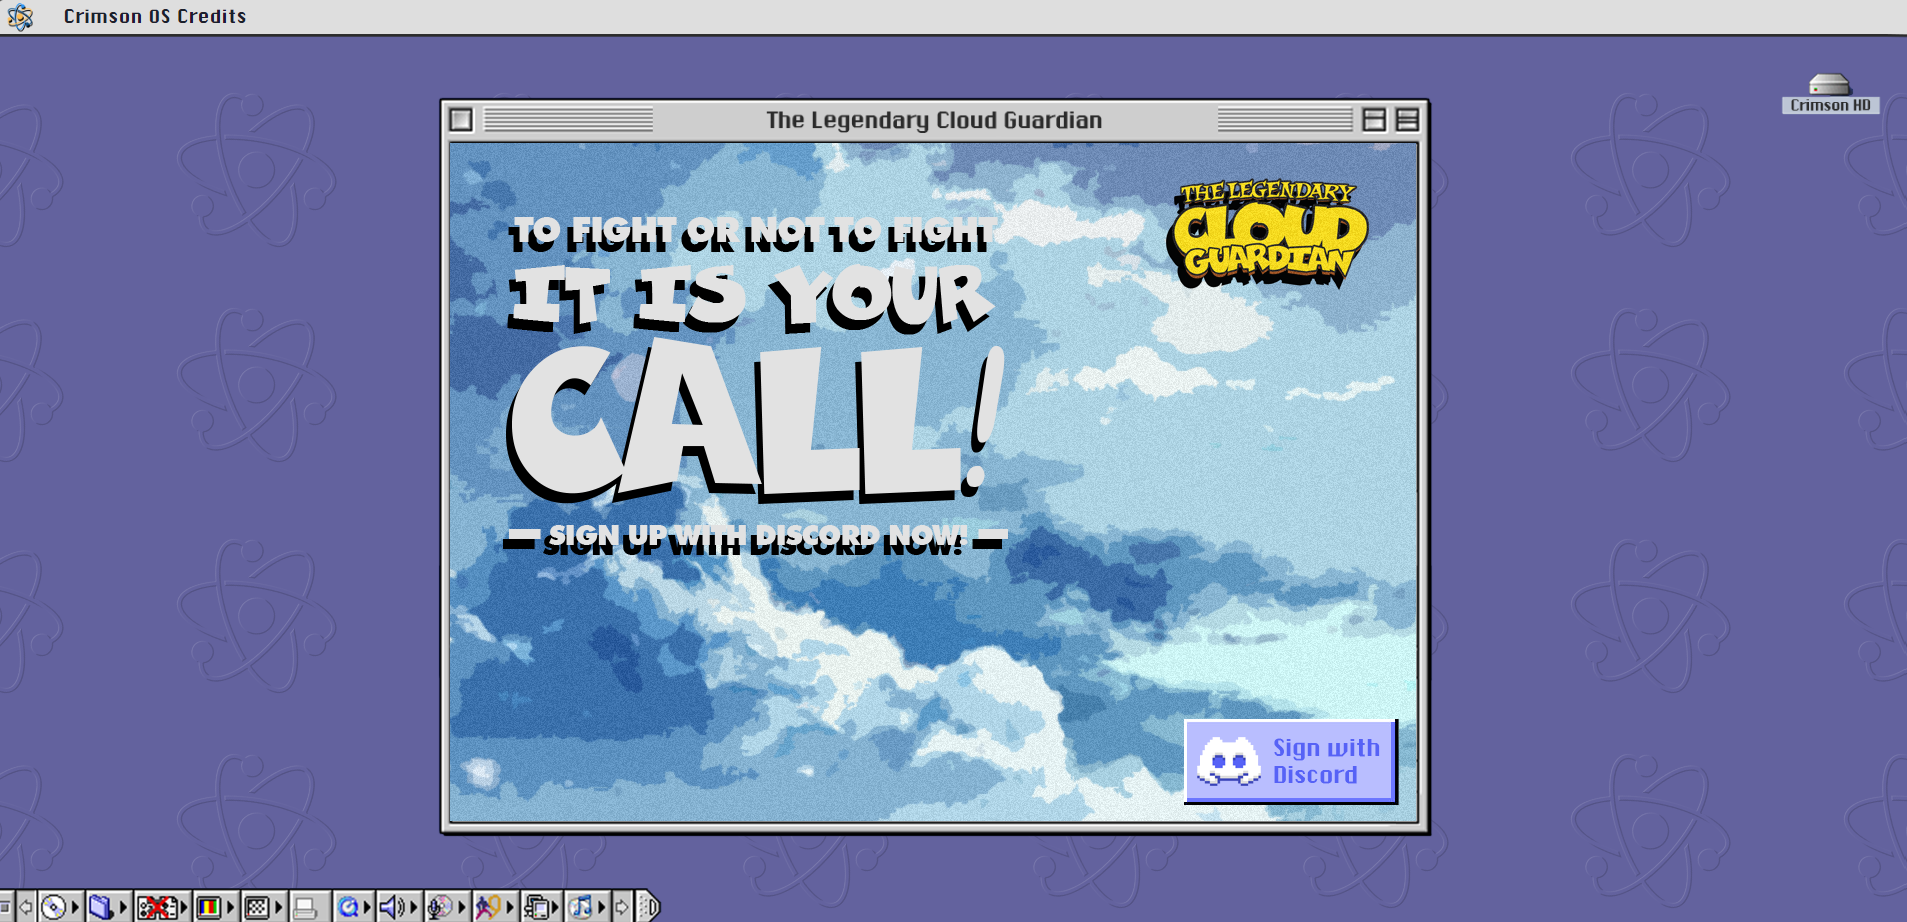 Crimson OS Credits
Crimson HD
The Legendary Cloud Guardian
THE LEGENDARY
CLOUD
GUARDIAN
TO FIGHT OR NOT TO FIGHT
IT IS YOUR
CALL!
— SIGN UP WITH DISCORD NOW! —
Sign with
Discord